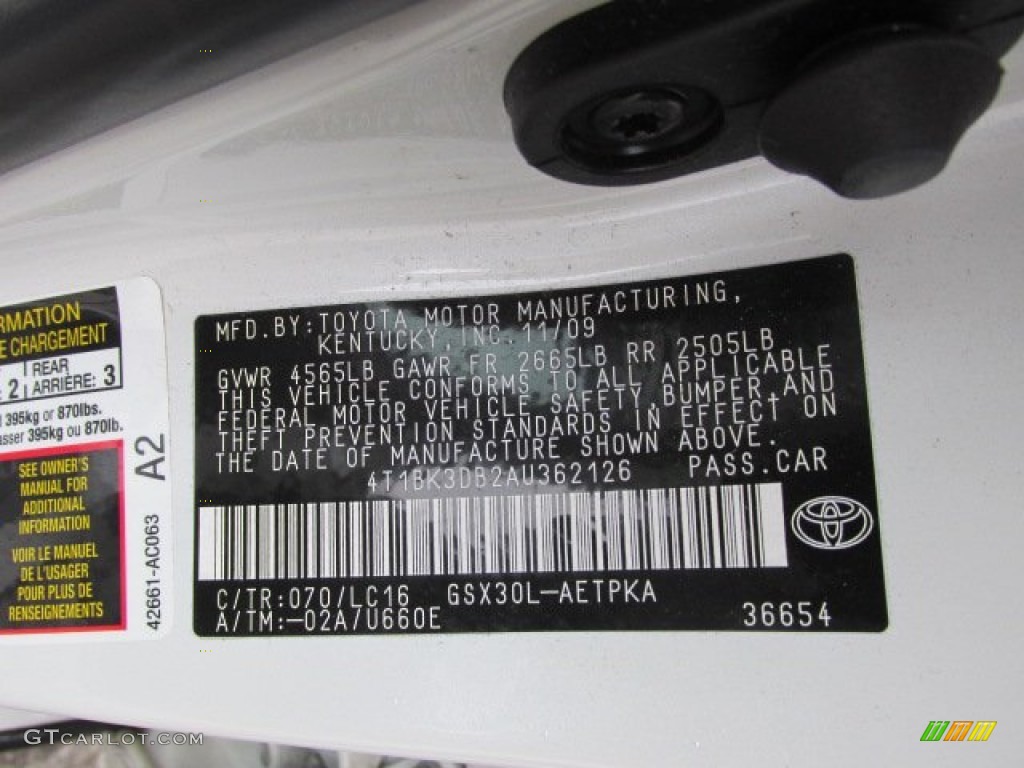 RMATION
E CHARGEMENT
2 REAR ARRIÈRE: 3
395kg or 870lbs.
asser 395kg ou 870lb.
SEE OWNER'S
MANUAL FOR
ADDITIONAL
INFORMATION
VOIR LE MANUEL
DE L'USAGER
POUR PLUS DE
RENSEIGNEMENTS
A2
42661-AC063
MFD.BY:TOYOTA MOTOR MANUFACTURING,
KENTUCKY,INC.11/09
GVWR 4565LB GAWR FR 2665LB RR 2505LB
THIS VEHICLE CONFORMS TO ALL APPLICABLE
FEDERAL MOTOR VEHICLE SAFETY,BUMPER,AND
THEFT PREVENTION STANDARDS IN EFFECT ON
THE DATE OF MANUFACTURE SHOWN ABOVE.
4T1BK3DB2AU362126 PASS.CAR
C/TR:070/LC16 GSX30L-AETPKA
A/TM:-02A/U660E 36654
GTCARLOT.COM